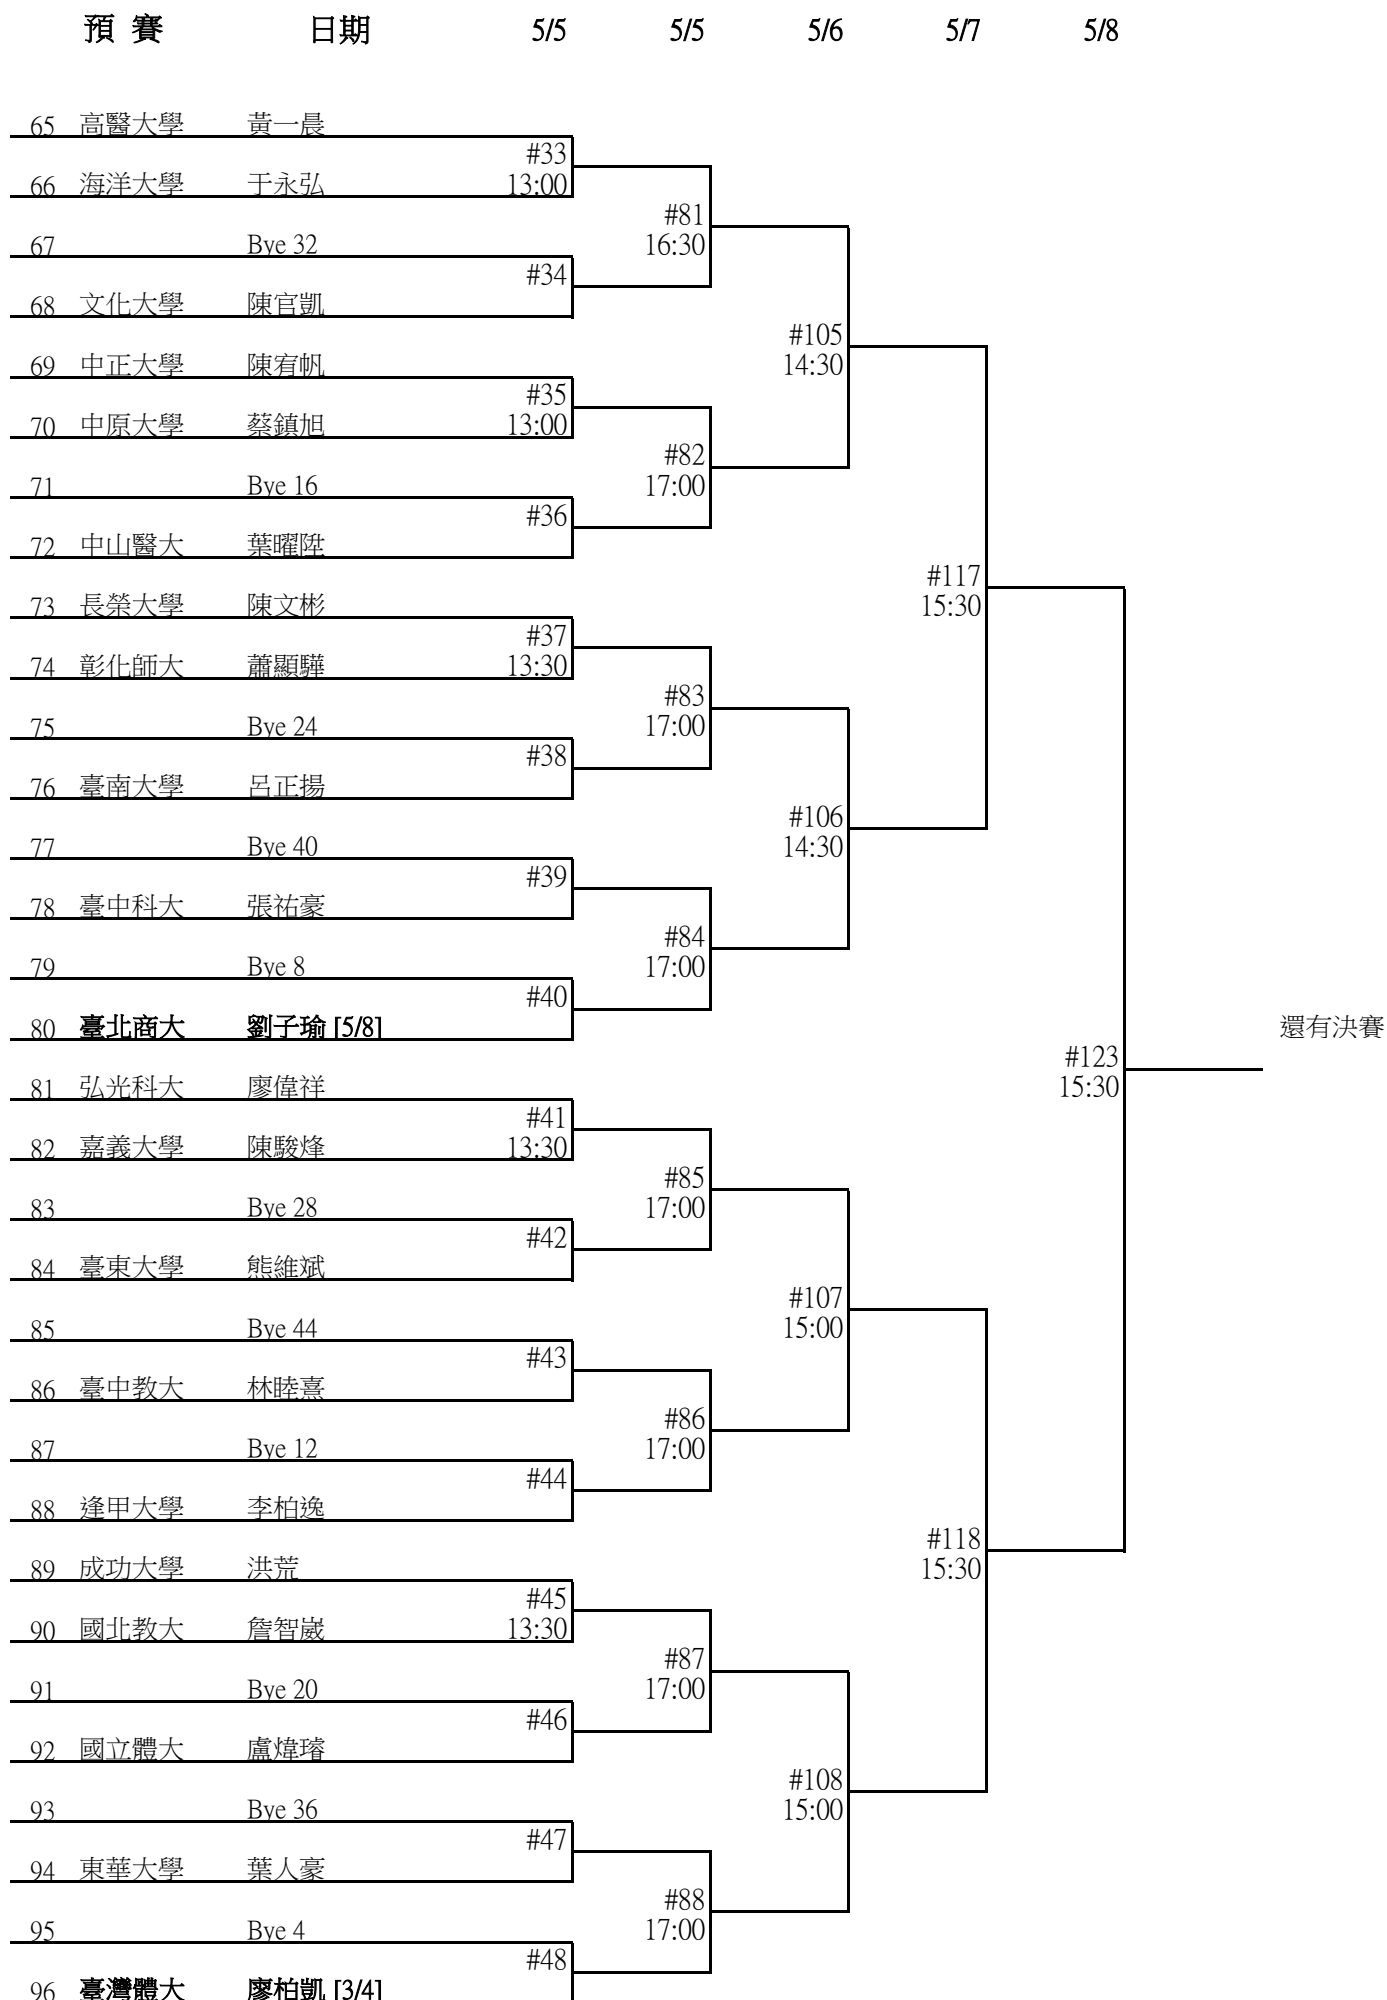 預 賽 日期 5/5 5/5 5/6 5/7 5/8
65 高醫大學 黃一晨
#33
66 海洋大學 于永弘 13:00
#81
67 Bye 32 16:30
#34
68 文化大學 陳官凱
#105
69 中正大學 陳宥帆 14:30
#35
70 中原大學 蔡鎮旭 13:00
#82
71 Bye 16 17:00
#36
72 中山醫大 葉曜陞
#117
73 長榮大學 陳文彬 15:30
#37
74 彰化師大 蕭顯驊 13:30
#83
75 Bye 24 17:00
#38
76 臺南大學 呂正揚
#106
77 Bye 40 14:30
#39
78 臺中科大 張祐豪
#84
79 Bye 8 17:00
#40
80 臺北商大 劉子瑜 [5/8] 還有決賽
#123
81 弘光科大 廖偉祥 15:30
#41
82 嘉義大學 陳駿烽 13:30
#85
83 Bye 28 17:00
#42
84 臺東大學 熊維斌
#107
85 Bye 44 15:00
#43
86 臺中教大 林睦熹
#86
87 Bye 12 17:00
#44
88 逢甲大學 李柏逸
#118
89 成功大學 洪荒 15:30
#45
90 國北教大 詹智崴 13:30
#87
91 Bye 20 17:00
#46
92 國立體大 盧煒璿
#108
93 Bye 36 15:00
#47
94 東華大學 葉人豪
#88
95 Bye 4 17:00
#48
96 臺灣體大 廖柏凱 [3/4]